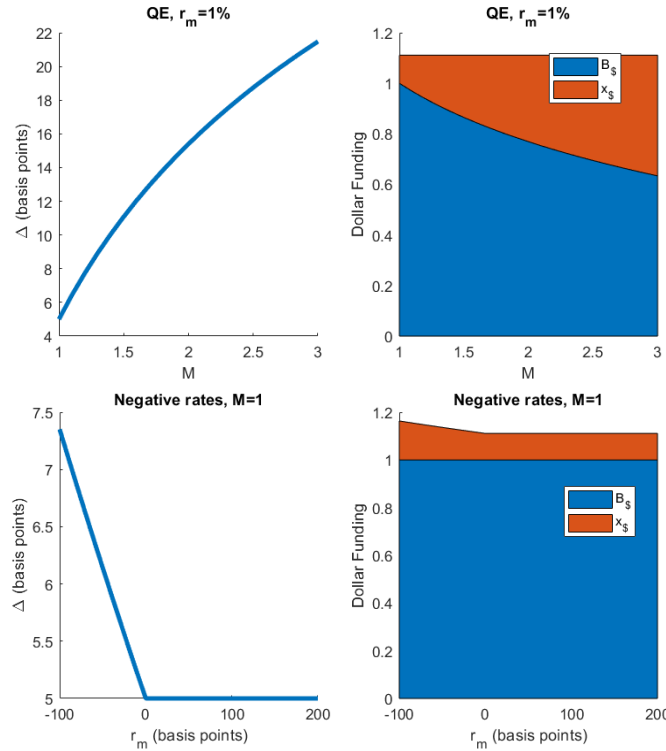 QE, r_m=1%
22
20
18
16
14
12
10
8
6
4
Δ (basis points)
1 1.5 2 2.5 3
M
QE, r_m=1%
1.2
1
0.8
0.6
0.4
0.2
0
Dollar Funding
B_$
x_$
1 1.5 2 2.5 3
M
Negative rates, M=1
7.5
7
6.5
6
5.5
5
Δ (basis points)
-100 0 100 200
r_m (basis points)
Negative rates, M=1
1.2
1
0.8
0.6
0.4
0.2
0
Dollar Funding
B_$
x_$
-100 0 100 200
r_m (basis points)